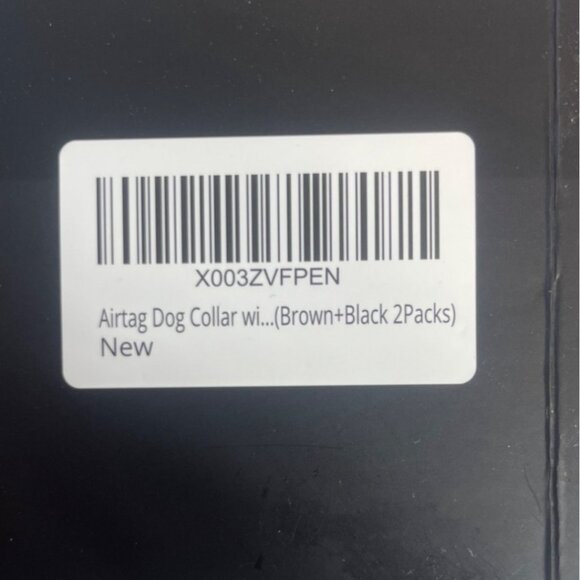 X003ZVFPEN
Airtag Dog Collar wi...(Brown+Black 2Packs)
New